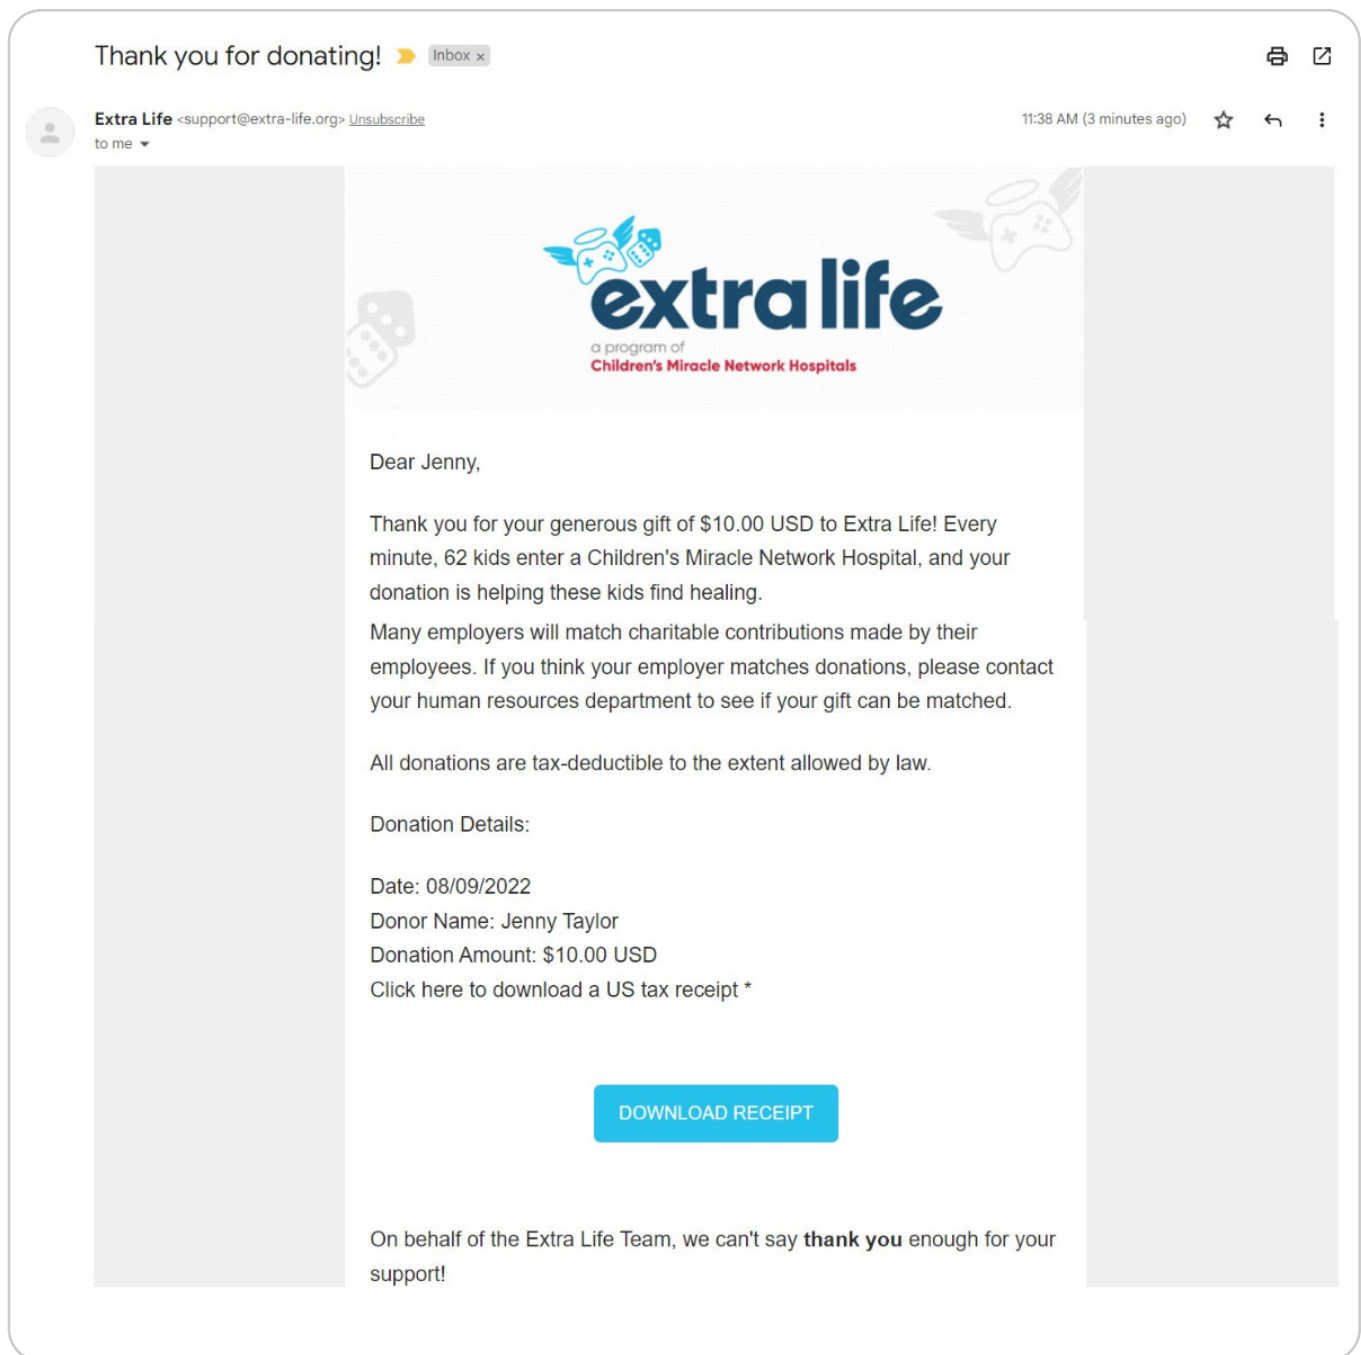 Thank you for donating! Inbox x
Extra Life <support@extra-life.org> Unsubscribe 11:38 AM (3 minutes ago)
to me
extra life
a program of
Children's Miracle Network Hospitals
Dear Jenny,
Thank you for your generous gift of $10.00 USD to Extra Life! Every
minute, 62 kids enter a Children's Miracle Network Hospital, and your
donation is helping these kids find healing.
Many employers will match charitable contributions made by their
employees. If you think your employer matches donations, please contact
your human resources department to see if your gift can be matched.
All donations are tax-deductible to the extent allowed by law.
Donation Details:
Date: 08/09/2022
Donor Name: Jenny Taylor
Donation Amount: $10.00 USD
Click here to download a US tax receipt *
DOWNLOAD RECEIPT
On behalf of the Extra Life Team, we can't say thank you enough for your
support!